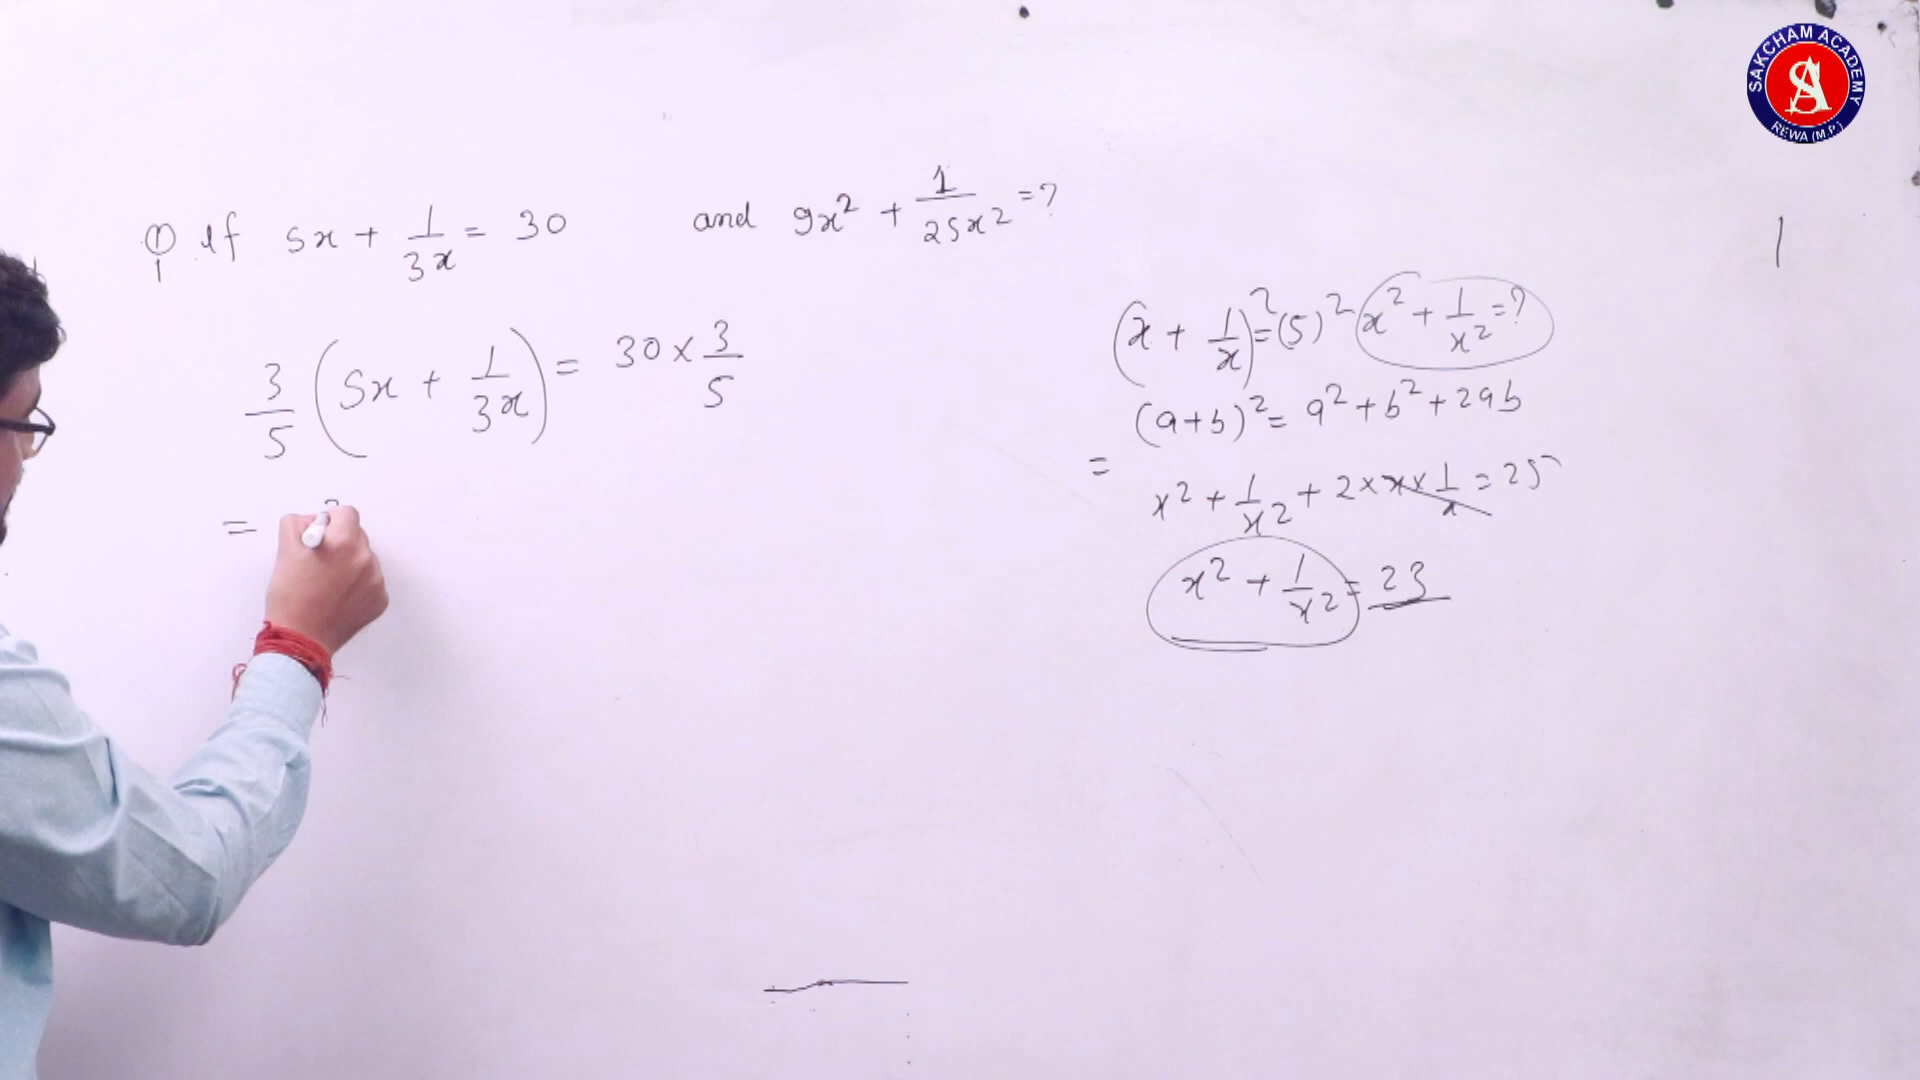 SAKCHAM ACADEMY
SA
REWA (M.P.)
① If 5x + 1/3x = 30 and 9x² + 1/25x² = ?
3/5 (5x + 1/3x) = 30 × 3/5
=
(x + 1/x)² = (5)² x² + 1/x² = ?
(a+b)² = a² + b² + 2ab
=
x² + 1/x² + 2 × x × 1/x = 25
x² + 1/x² = 23